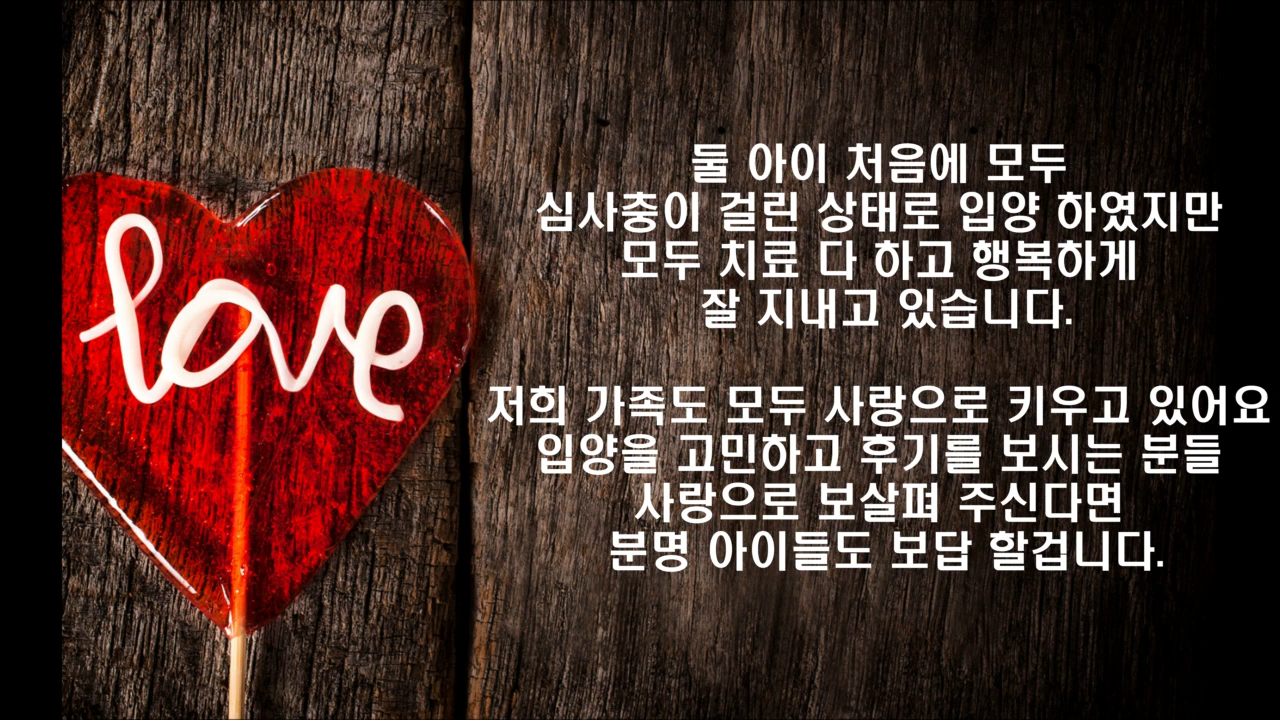 love
둘 아이 처음에 모두
심사충이 걸린 상태로 입양 하였지만
모두 치료 다 하고 행복하게
잘 지내고 있습니다.
저희 가족도 모두 사랑으로 키우고 있어요
입양을 고민하고 후기를 보시는 분들
사랑으로 보살펴 주신다면
분명 아이들도 보답 할겁니다.